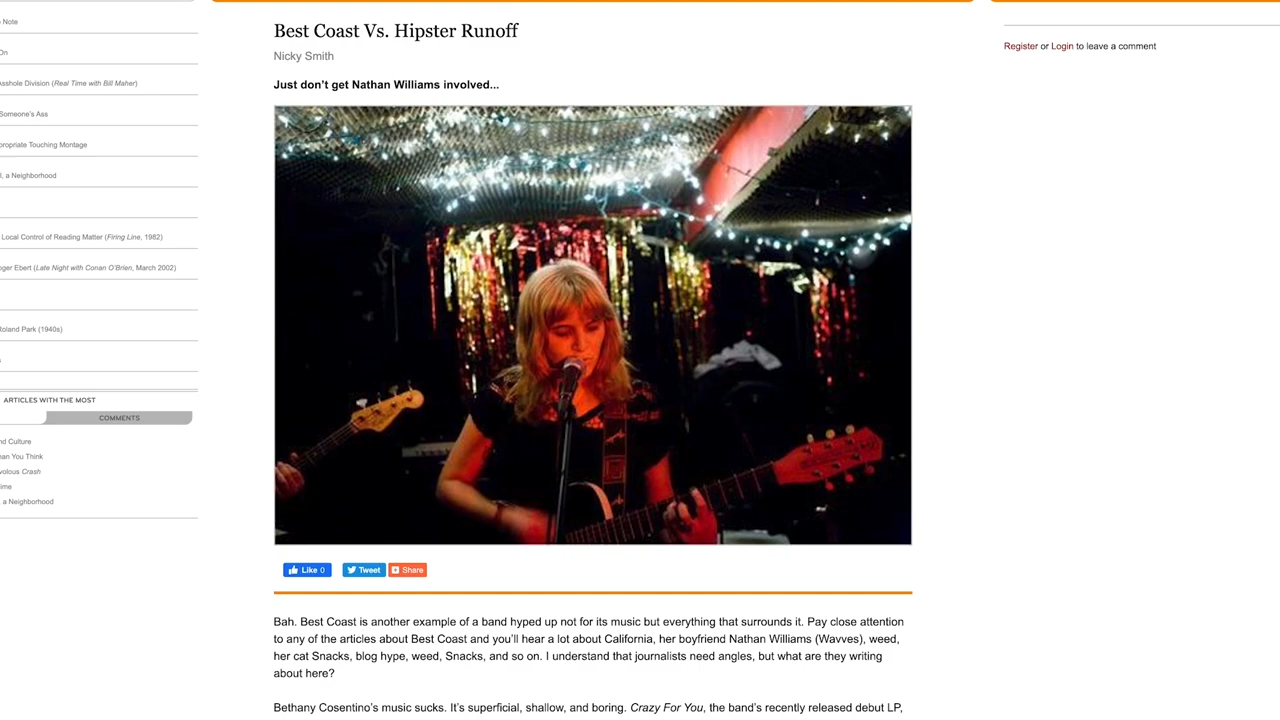 Note
On
Asshole Division (Real Time with Bill Maher)
Someone's Ass
propriate Touching Montage
l, a Neighborhood
Local Control of Reading Matter (Firing Line, 1982)
oger Ebert (Late Night with Conan O'Brien, March 2002)
Roland Park (1940s)
s
ARTICLES WITH THE MOST
COMMENTS
nd Culture
han You Think
volous Crash
ime
, a Neighborhood
Best Coast Vs. Hipster Runoff
Nicky Smith
Just don't get Nathan Williams involved...
Like 0
Tweet
Share
Bah. Best Coast is another example of a band hyped up not for its music but everything that surrounds it. Pay close attention
to any of the articles about Best Coast and you'll hear a lot about California, her boyfriend Nathan Williams (Wavves), weed,
her cat Snacks, blog hype, weed, Snacks, and so on. I understand that journalists need angles, but what are they writing
about here?
Bethany Cosentino's music sucks. It's superficial, shallow, and boring. Crazy For You, the band's recently released debut LP,
Register or Login to leave a comment